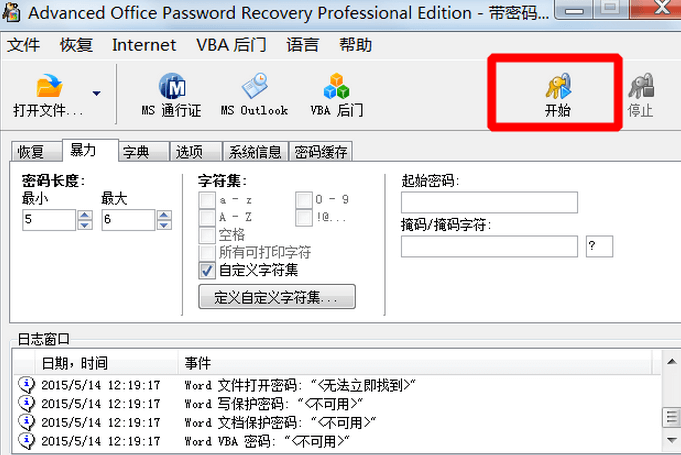 Advanced Office Password Recovery Professional Edition - 带密码...
文件 恢复 Internet VBA 后门 语言 帮助
打开文件... MS 通行证 MS Outlook VBA 后门 开始 停止
恢复 暴力 字典 选项 系统信息 密码缓存
密码长度: 字符集: 起始密码:
最小 最大 a - z 0 - 9
5 6 A - Z !@...
掩码/掩码字符:
空格 ?
所有可打印字符
自定义字符集
定义自定义字符集...
日志窗口
日期, 时间 事件
2015/5/14 12:19:17 Word 文件打开密码: “<无法立即找到>”
2015/5/14 12:19:17 Word 写保护密码: “<不可用>”
2015/5/14 12:19:17 Word 文档保护密码: “<不可用>”
2015/5/14 12:19:17 Word VBA 密码: “<不可用>”